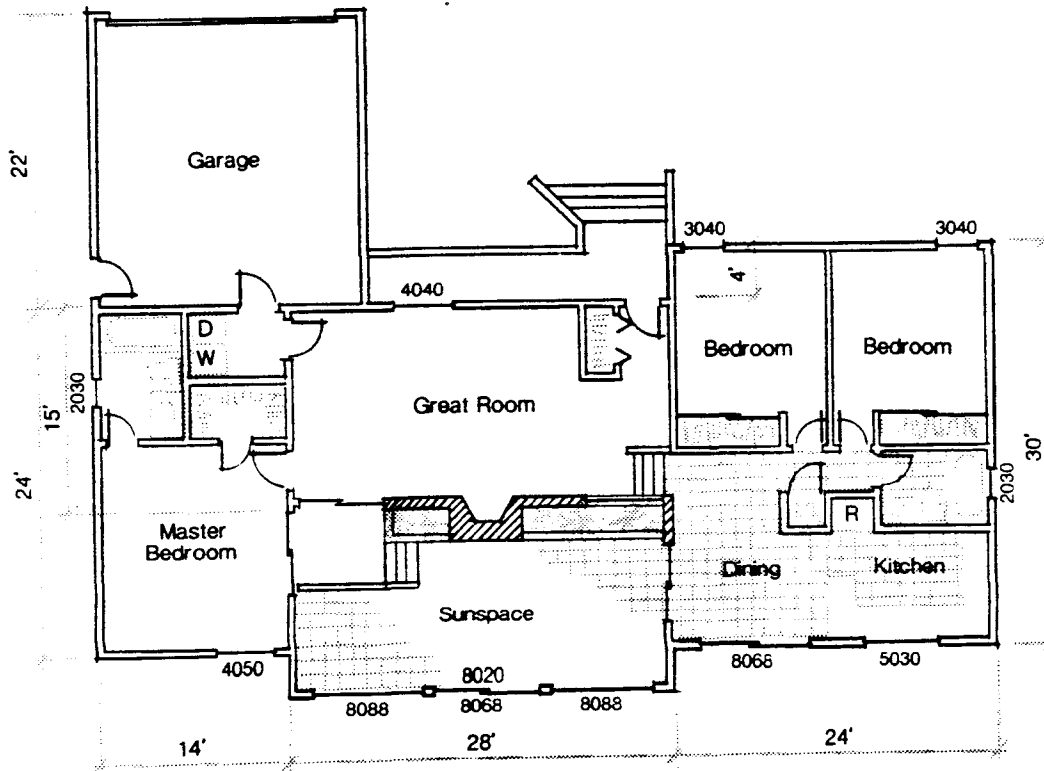 22'
Garage
3040
3040
4'
4040
D
W
Bedroom
Bedroom
2030
15'
Great Room
24'
30'
2030
Master
Bedroom
R
Dining
Kitchen
Sunspace
4050
8020
8068
5030
8088
8068
8088
14'
28'
24'